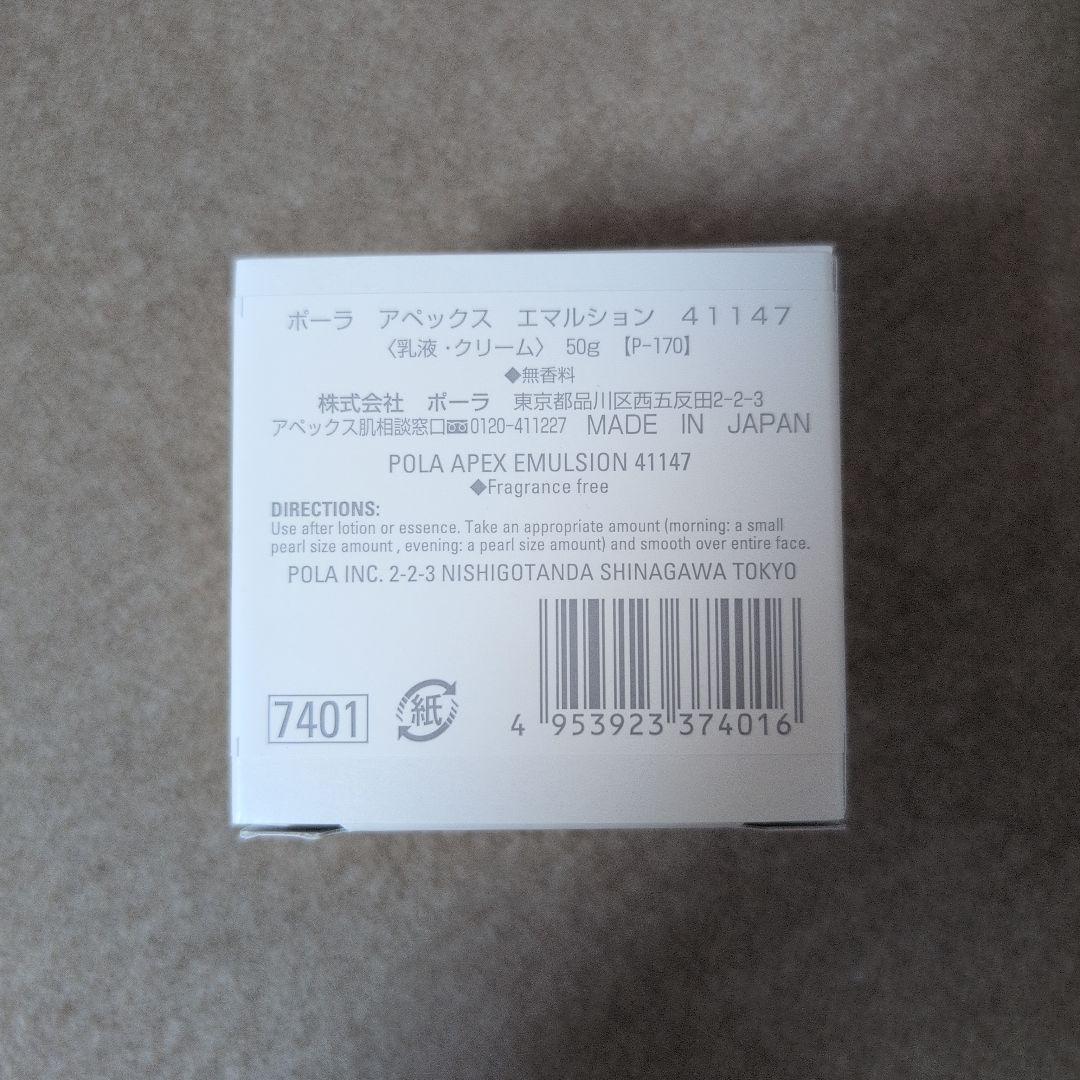 ポーラ　アペックス　エマルション　４１１４７
〈乳液・クリーム〉 50g 【P-170】
◆無香料
株式会社　ポーラ　東京都品川区西五反田2-2-3
アペックス肌相談窓口 0120-411227 MADE IN JAPAN
POLA APEX EMULSION 41147
◆Fragrance free
DIRECTIONS:
Use after lotion or essence. Take an appropriate amount (morning: a small
pearl size amount , evening: a pearl size amount) and smooth over entire face.
POLA INC. 2-2-3 NISHIGOTANDA SHINAGAWA TOKYO
7401
紙
4 953923 374016